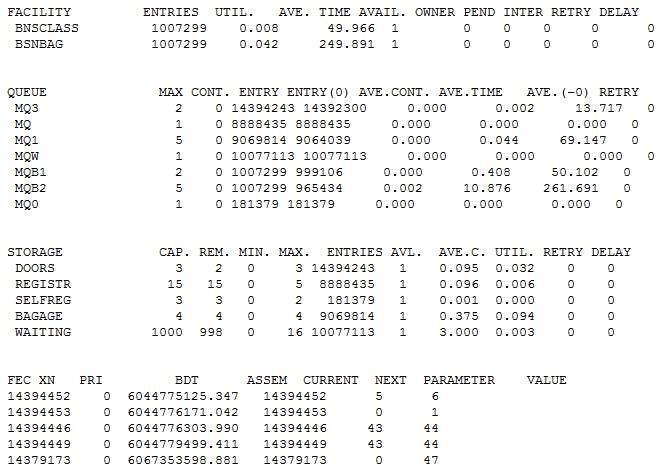 FACILITY ENTRIES UTIL. AVE. TIME AVAIL. OWNER PEND INTER RETRY DELAY
BNSCLASS 1007299 0.008 49.966 1 0 0 0 0 0
BSNBAG 1007299 0.042 249.891 1 0 0 0 0 0
QUEUE MAX CONT. ENTRY ENTRY(0) AVE.CONT. AVE.TIME AVE.(-0) RETRY
MQ3 2 0 14394243 14392300 0.000 0.002 13.717 0
MQ 1 0 8888435 8888435 0.000 0.000 0.000 0
MQ1 5 0 9069814 9064039 0.000 0.044 69.147 0
MQW 1 0 10077113 10077113 0.000 0.000 0.000 0
MQB1 2 0 1007299 999106 0.000 0.408 50.102 0
MQB2 5 0 1007299 965434 0.002 10.876 261.691 0
MQ0 1 0 181379 181379 0.000 0.000 0.000 0
STORAGE CAP. REM. MIN. MAX. ENTRIES AVL. AVE.C. UTIL. RETRY DELAY
DOORS 3 2 0 3 14394243 1 0.095 0.032 0 0
REGISTR 15 15 0 5 8888435 1 0.096 0.006 0 0
SELFREG 3 3 0 2 181379 1 0.001 0.000 0 0
BAGAGE 4 4 0 4 9069814 1 0.375 0.094 0 0
WAITING 1000 998 0 16 10077113 1 3.000 0.003 0 0
FEC XN PRI BDT ASSEM CURRENT NEXT PARAMETER VALUE
14394452 0 6044775125.347 14394452 5 6
14394453 0 6044776171.042 14394453 0 1
14394446 0 6044776303.990 14394446 43 44
14394449 0 6044779499.411 14394449 43 44
14379173 0 6067353598.881 14379173 0 47